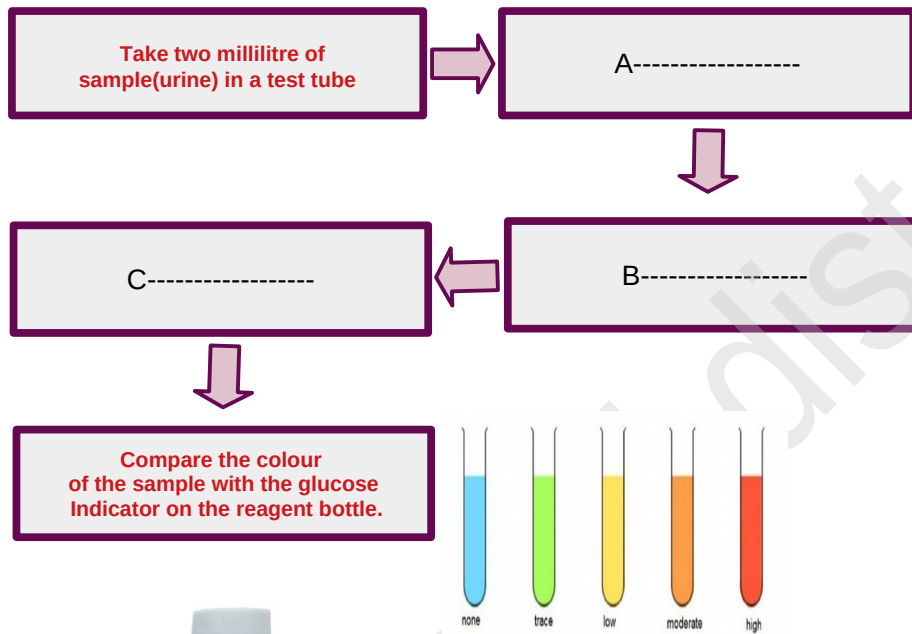 Take two millilitre of
sample(urine) in a test tube
A------------------
B------------------
C------------------
Compare the colour
of the sample with the glucose
Indicator on the reagent bottle.
none trace low moderate high